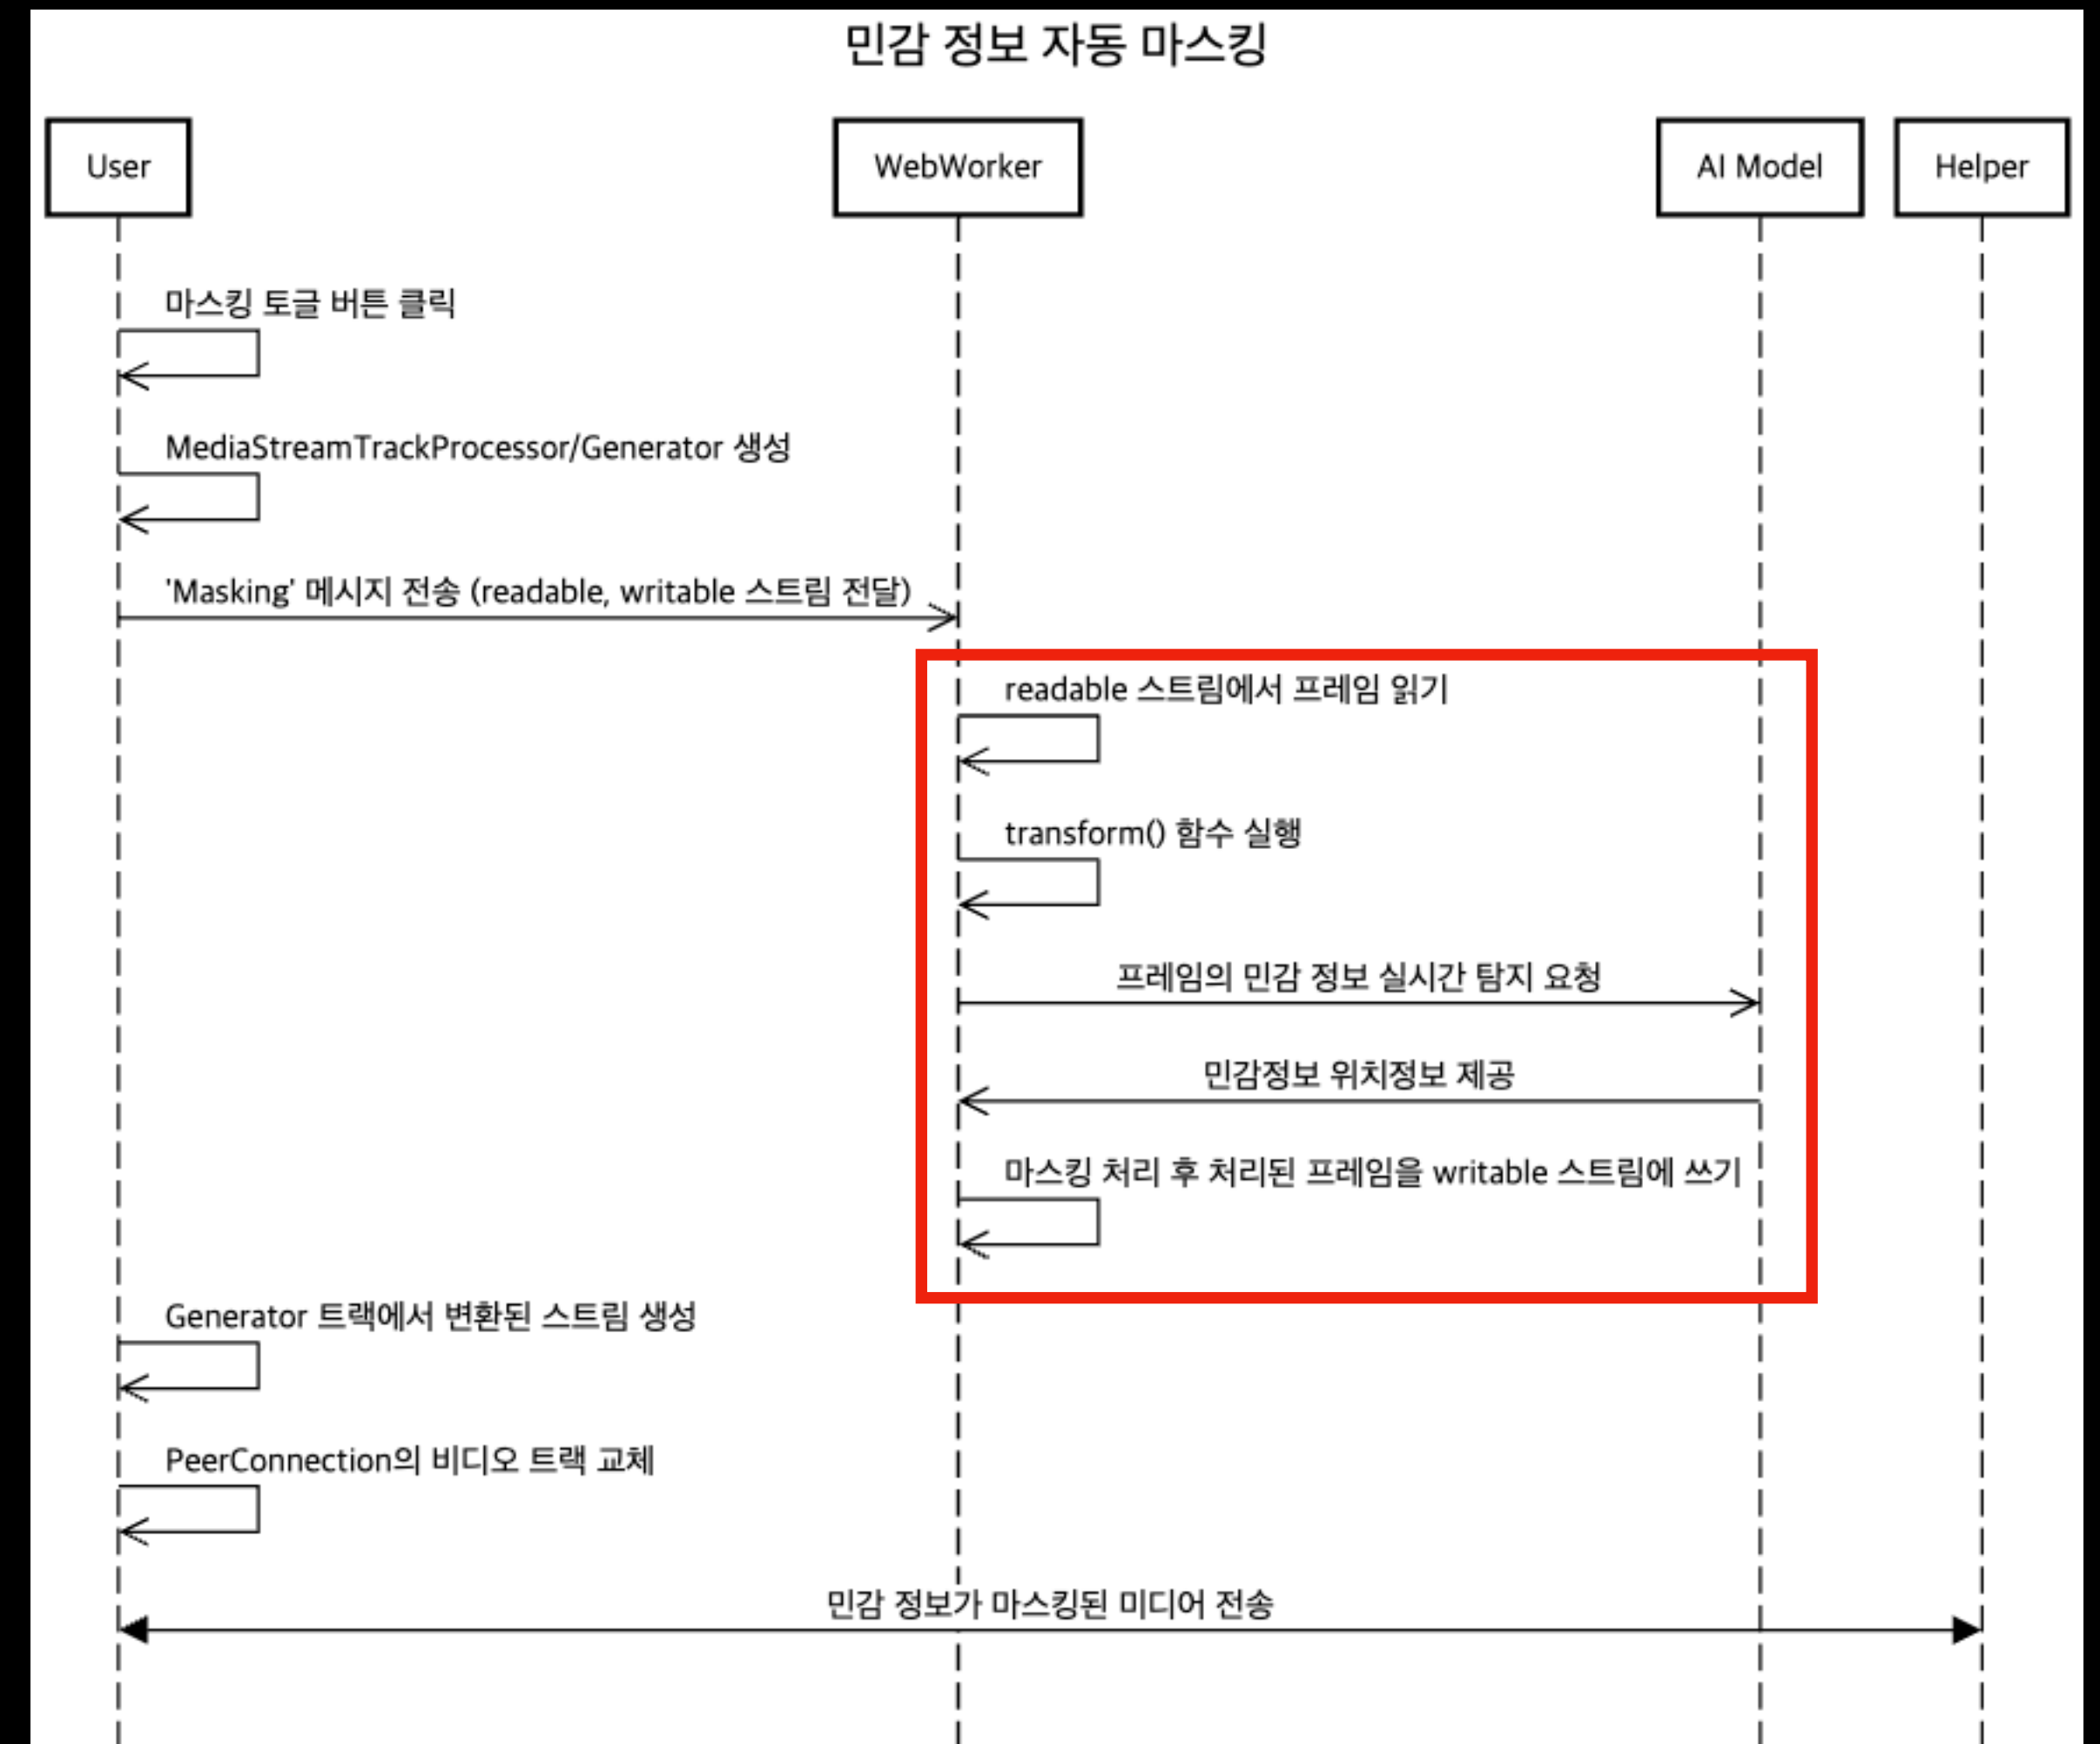 민감 정보 자동 마스킹
User
WebWorker
AI Model
Helper
마스킹 토글 버튼 클릭
MediaStreamTrackProcessor/Generator 생성
'Masking' 메시지 전송 (readable, writable 스트림 전달)
readable 스트림에서 프레임 읽기
transform() 함수 실행
프레임의 민감 정보 실시간 탐지 요청
민감정보 위치정보 제공
마스킹 처리 후 처리된 프레임을 writable 스트림에 쓰기
Generator 트랙에서 변환된 스트림 생성
PeerConnection의 비디오 트랙 교체
민감 정보가 마스킹된 미디어 전송